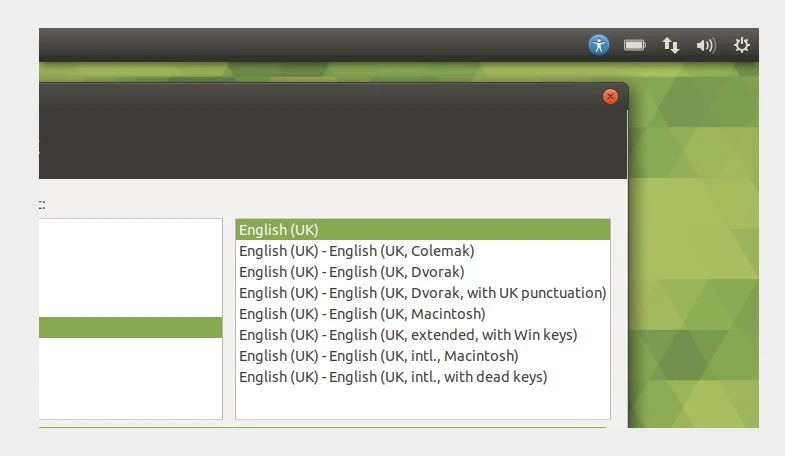 English (UK)
English (UK) - English (UK, Colemak)
English (UK) - English (UK, Dvorak)
English (UK) - English (UK, Dvorak, with UK punctuation)
English (UK) - English (UK, Macintosh)
English (UK) - English (UK, extended, with Win keys)
English (UK) - English (UK, intl., Macintosh)
English (UK) - English (UK, intl., with dead keys)